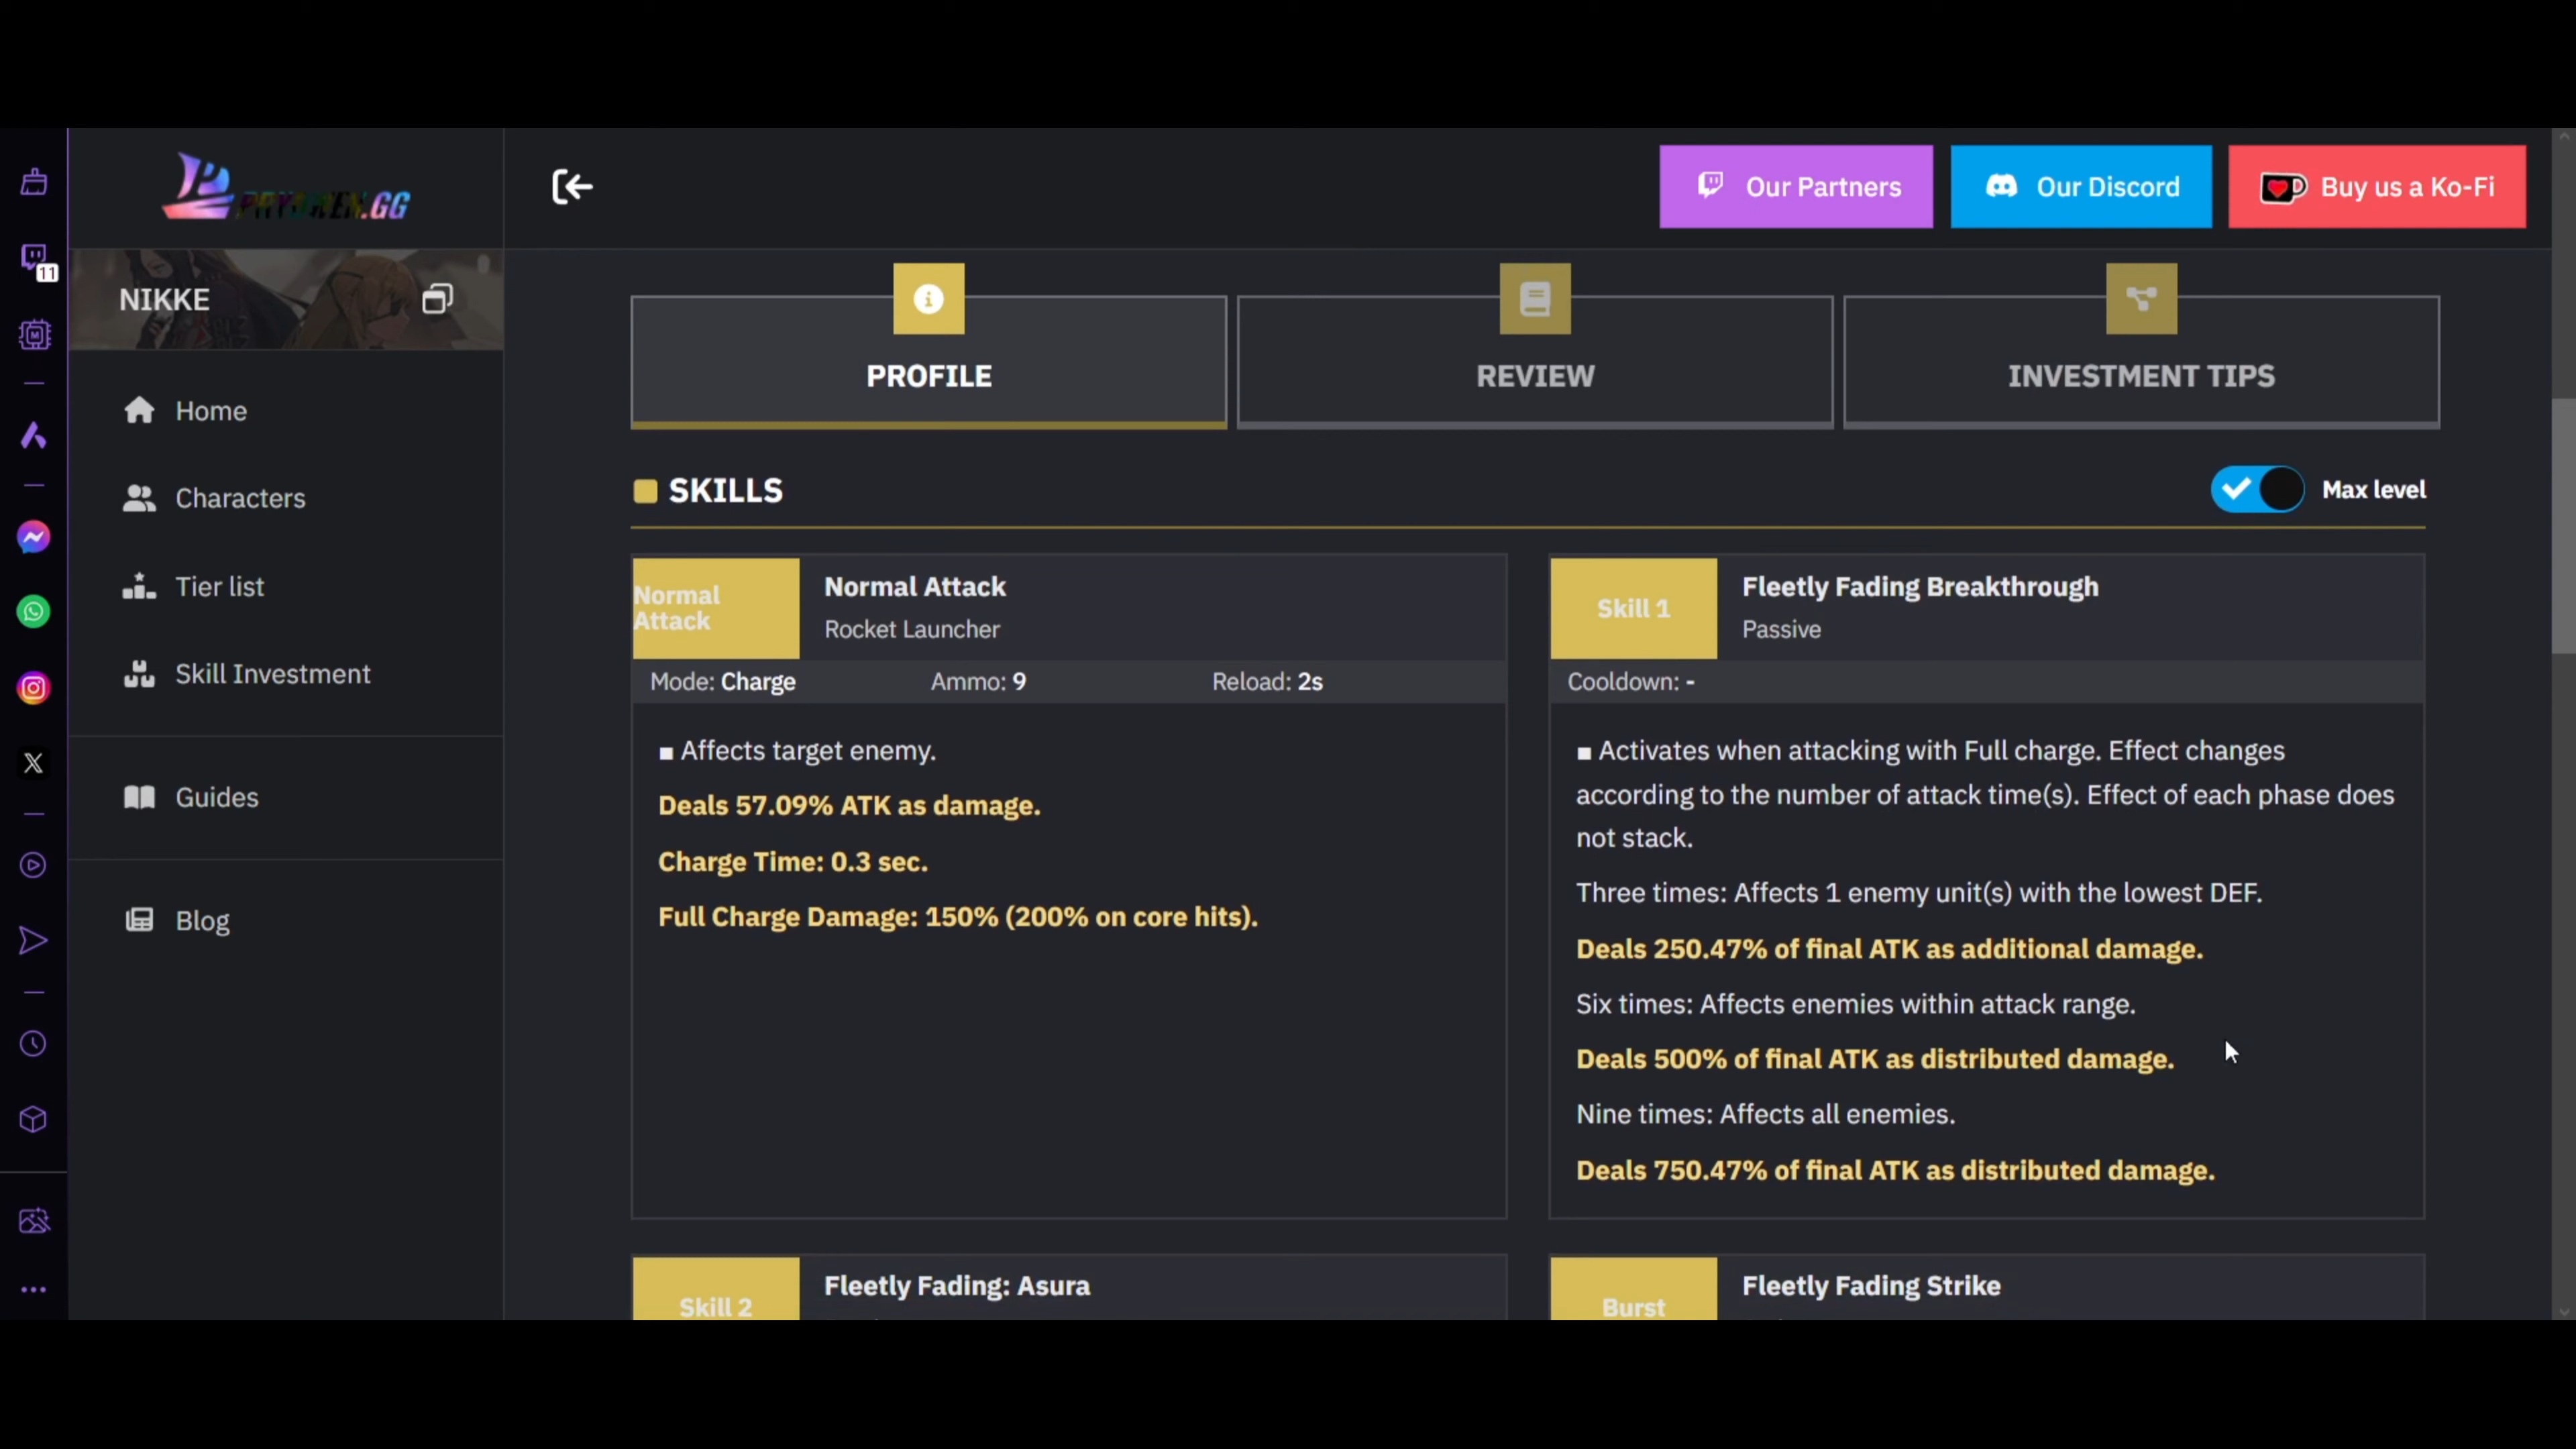 PRYDWEN.GG
Our Partners
Our Discord
Buy us a Ko-Fi
11
NIKKE
Home
Characters
Tier list
Skill Investment
Guides
Blog
PROFILE
REVIEW
INVESTMENT TIPS
SKILLS
Max level
Normal
Attack
Normal Attack
Rocket Launcher
Mode: Charge Ammo: 9 Reload: 2s
■ Affects target enemy.
Deals 57.09% ATK as damage.
Charge Time: 0.3 sec.
Full Charge Damage: 150% (200% on core hits).
Skill 1
Fleetly Fading Breakthrough
Passive
Cooldown: -
■ Activates when attacking with Full charge. Effect changes
according to the number of attack time(s). Effect of each phase does
not stack.
Three times: Affects 1 enemy unit(s) with the lowest DEF.
Deals 250.47% of final ATK as additional damage.
Six times: Affects enemies within attack range.
Deals 500% of final ATK as distributed damage.
Nine times: Affects all enemies.
Deals 750.47% of final ATK as distributed damage.
Skill 2
Fleetly Fading: Asura
Burst
Fleetly Fading Strike